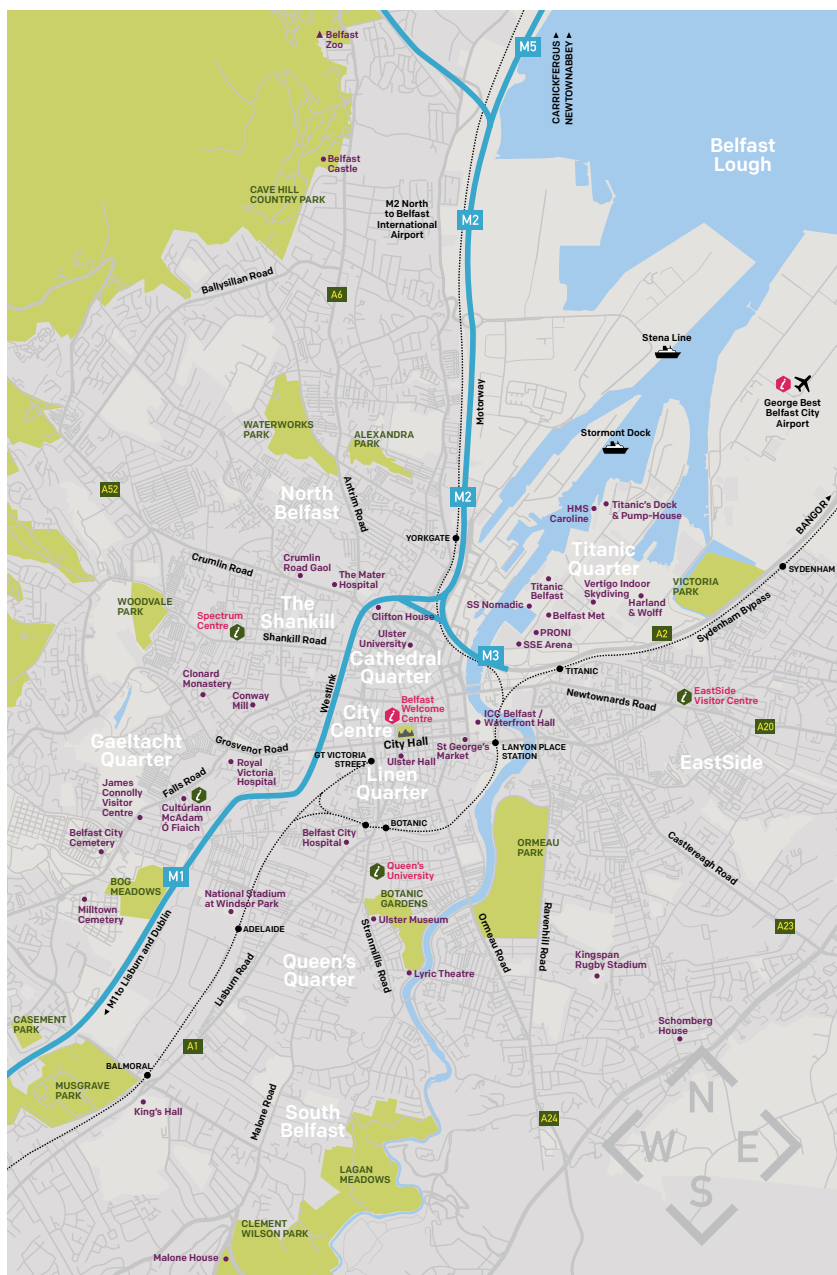 Belfast
Zoo
M5
CARRICKFERGUS
NEWTOWNABBEY
Belfast
Lough
Belfast
Castle
CAVE HILL
COUNTRY PARK
M2 North
to Belfast
International
Airport
M2
Ballysillan Road
A6
Stena Line
George Best
Belfast City
Airport
Motorway
WATERWORKS
PARK
ALEXANDRA
PARK
Stormont Dock
A52
North
Belfast
Antrim Road
M2
HMS
Caroline
Titanic's Dock
& Pump-House
BANGOR
YORKGATE
Titanic
Quarter
Crumlin Road
Crumlin
Road Gaol
The Mater
Hospital
SYDENHAM
VICTORIA
PARK
Titanic
Belfast
Vertigo Indoor
Skydiving
Harland
& Wolff
WOODVALE
PARK
The
Shankill
Clifton House
SS Nomadic
Belfast Met
Sydenham Bypass
Spectrum
Centre
i
Shankill Road
Ulster
University
PRONI
SSE Arena
A2
Cathedral
Quarter
M3
TITANIC
Clonard
Monastery
Conway
Mill
Westlink
Newtownards Road
i
EastSide
Visitor Centre
City
Centre
i
Belfast
Welcome
Centre
ICC Belfast /
Waterfront Hall
A20
Gaeltacht
Quarter
Grosvenor Road
City Hall
St George's
Market
LANYON PLACE
STATION
GT VICTORIA
STREET
Ulster Hall
Linen
Quarter
EastSide
Royal
Victoria
Hospital
Falls Road
James
Connolly
Visitor
Centre
i
Cultúrlann
McAdam
Ó Fiaich
Belfast City
Cemetery
Belfast City
Hospital
BOTANIC
ORMEAU
PARK
Castlereagh Road
BOG
MEADOWS
M1
i
Queen's
University
BOTANIC
GARDENS
Milltown
Cemetery
National Stadium
at Windsor Park
Ulster Museum
ADELAIDE
Stranmillis Road
Ormeau Road
Ravenhill Road
A23
M1 to Lisburn and Dublin
Lisburn Road
Queen's
Quarter
Lyric Theatre
Kingspan
Rugby Stadium
CASEMENT
PARK
A1
Schomberg
House
BALMORAL
MUSGRAVE
PARK
King's Hall
Malone Road
South
Belfast
A24
N
W
E
S
LAGAN
MEADOWS
CLEMENT
WILSON PARK
Malone House